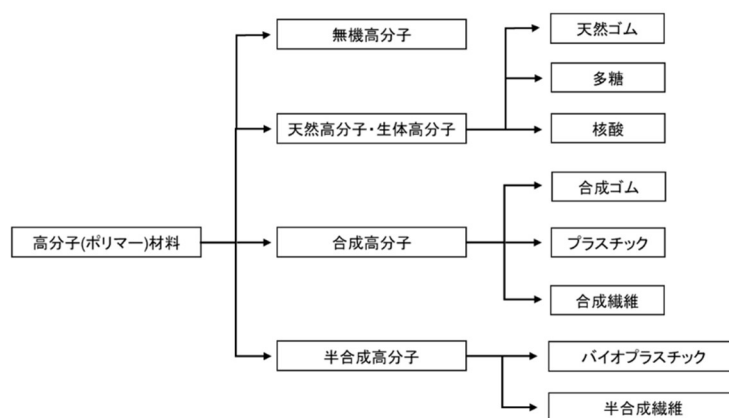 高分子(ポリマー)材料
無機高分子
天然高分子・生体高分子
天然ゴム
多糖
核酸
合成高分子
合成ゴム
プラスチック
合成繊維
半合成高分子
バイオプラスチック
半合成繊維